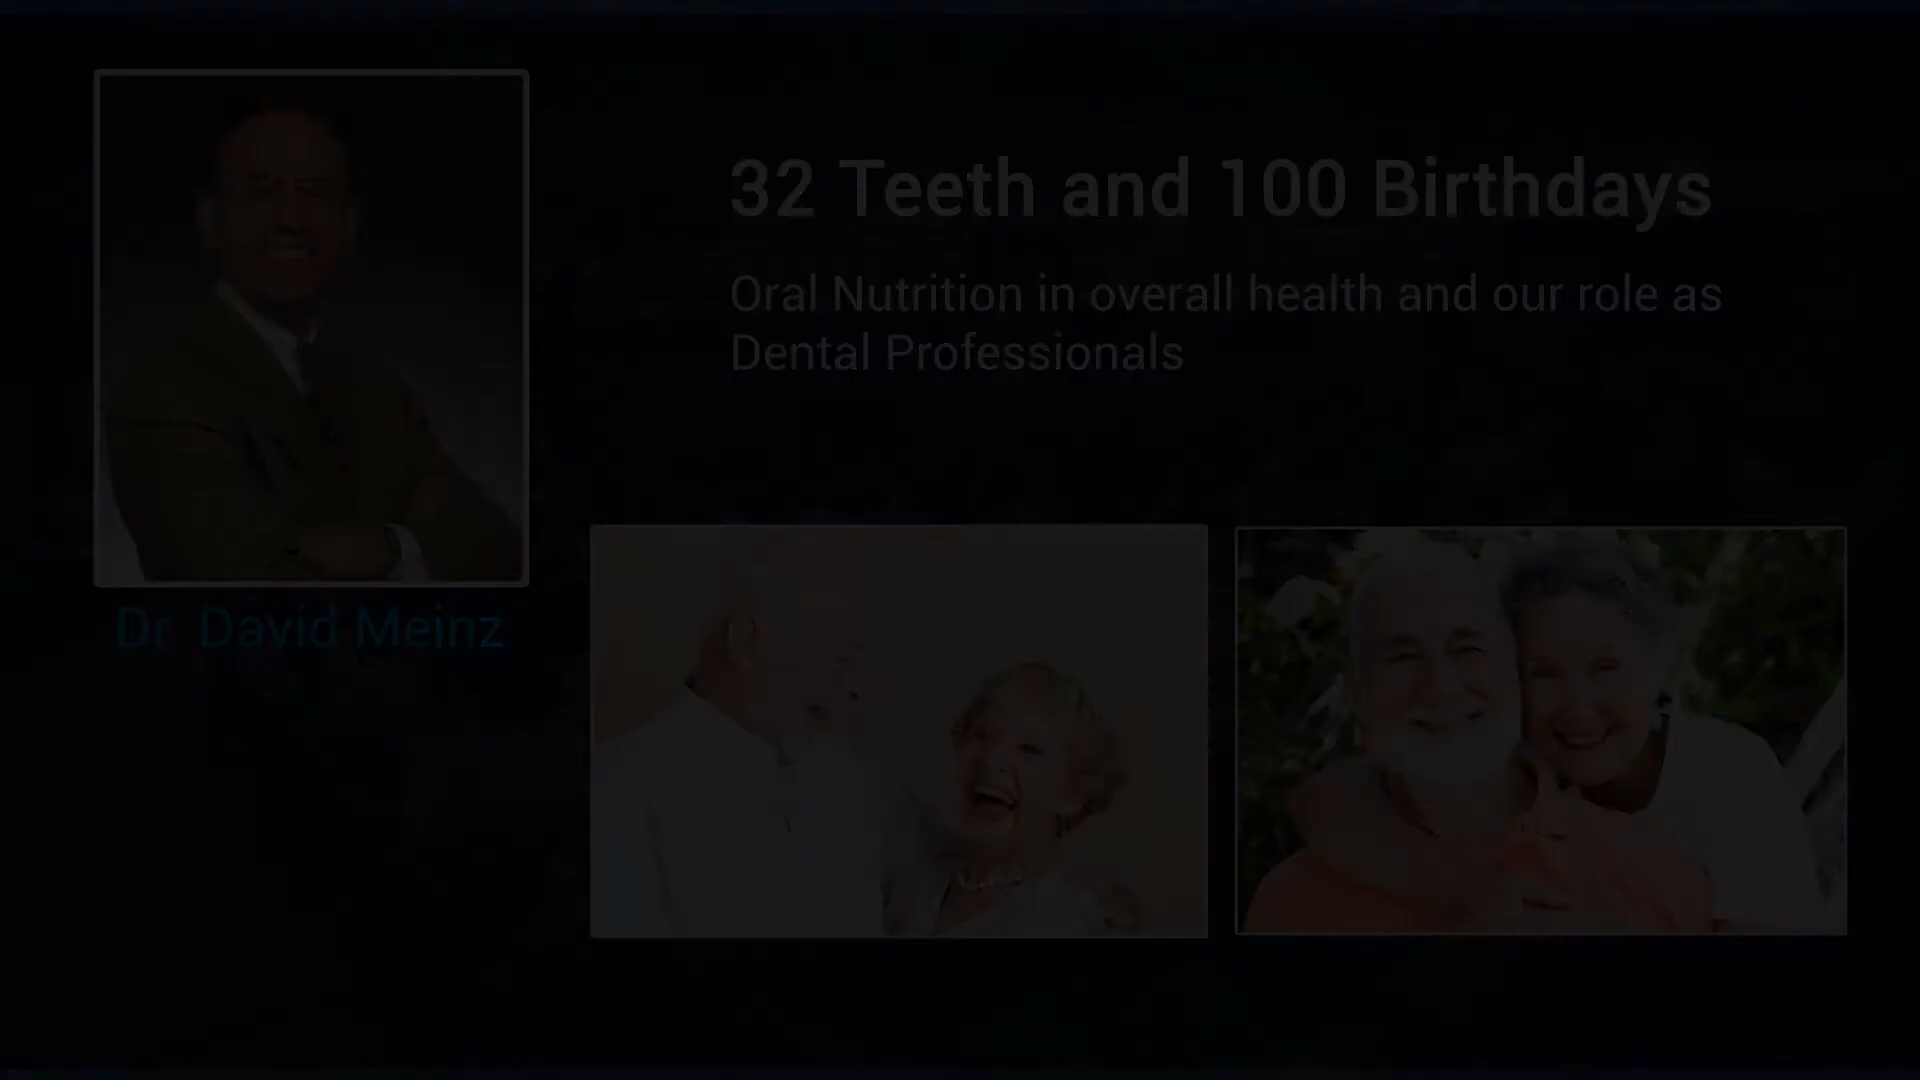 32 Teeth and 100 Birthdays
Oral Nutrition in overall health and our role as
Dental Professionals
Dr. David Meinz